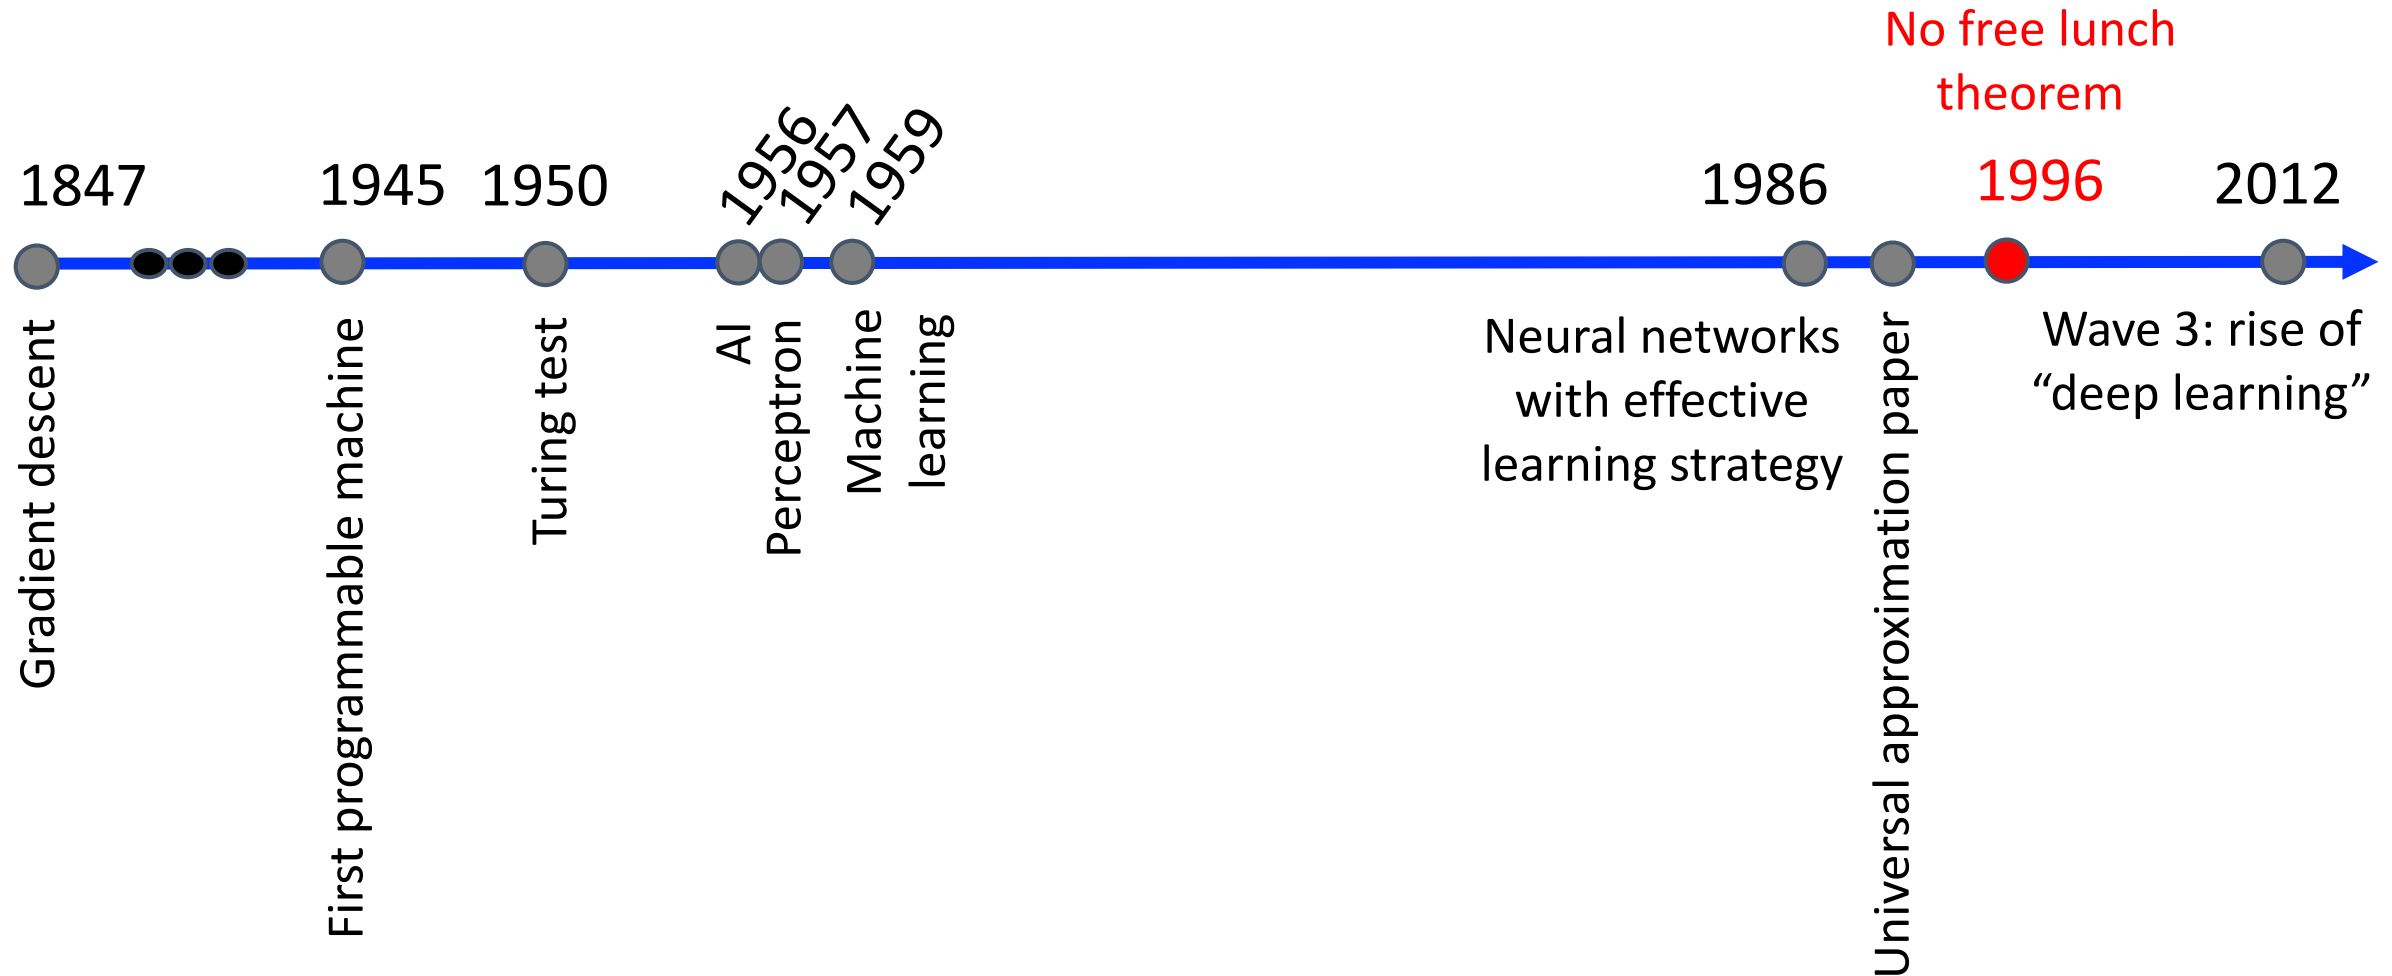 No free lunch
theorem
1847
1945
1950
1956
1957
1959
1986
1996
2012
Gradient descent
First programmable machine
Turing test
AI
Perceptron
Machine
learning
Neural networks
with effective
learning strategy
Universal approximation paper
Wave 3: rise of
“deep learning”